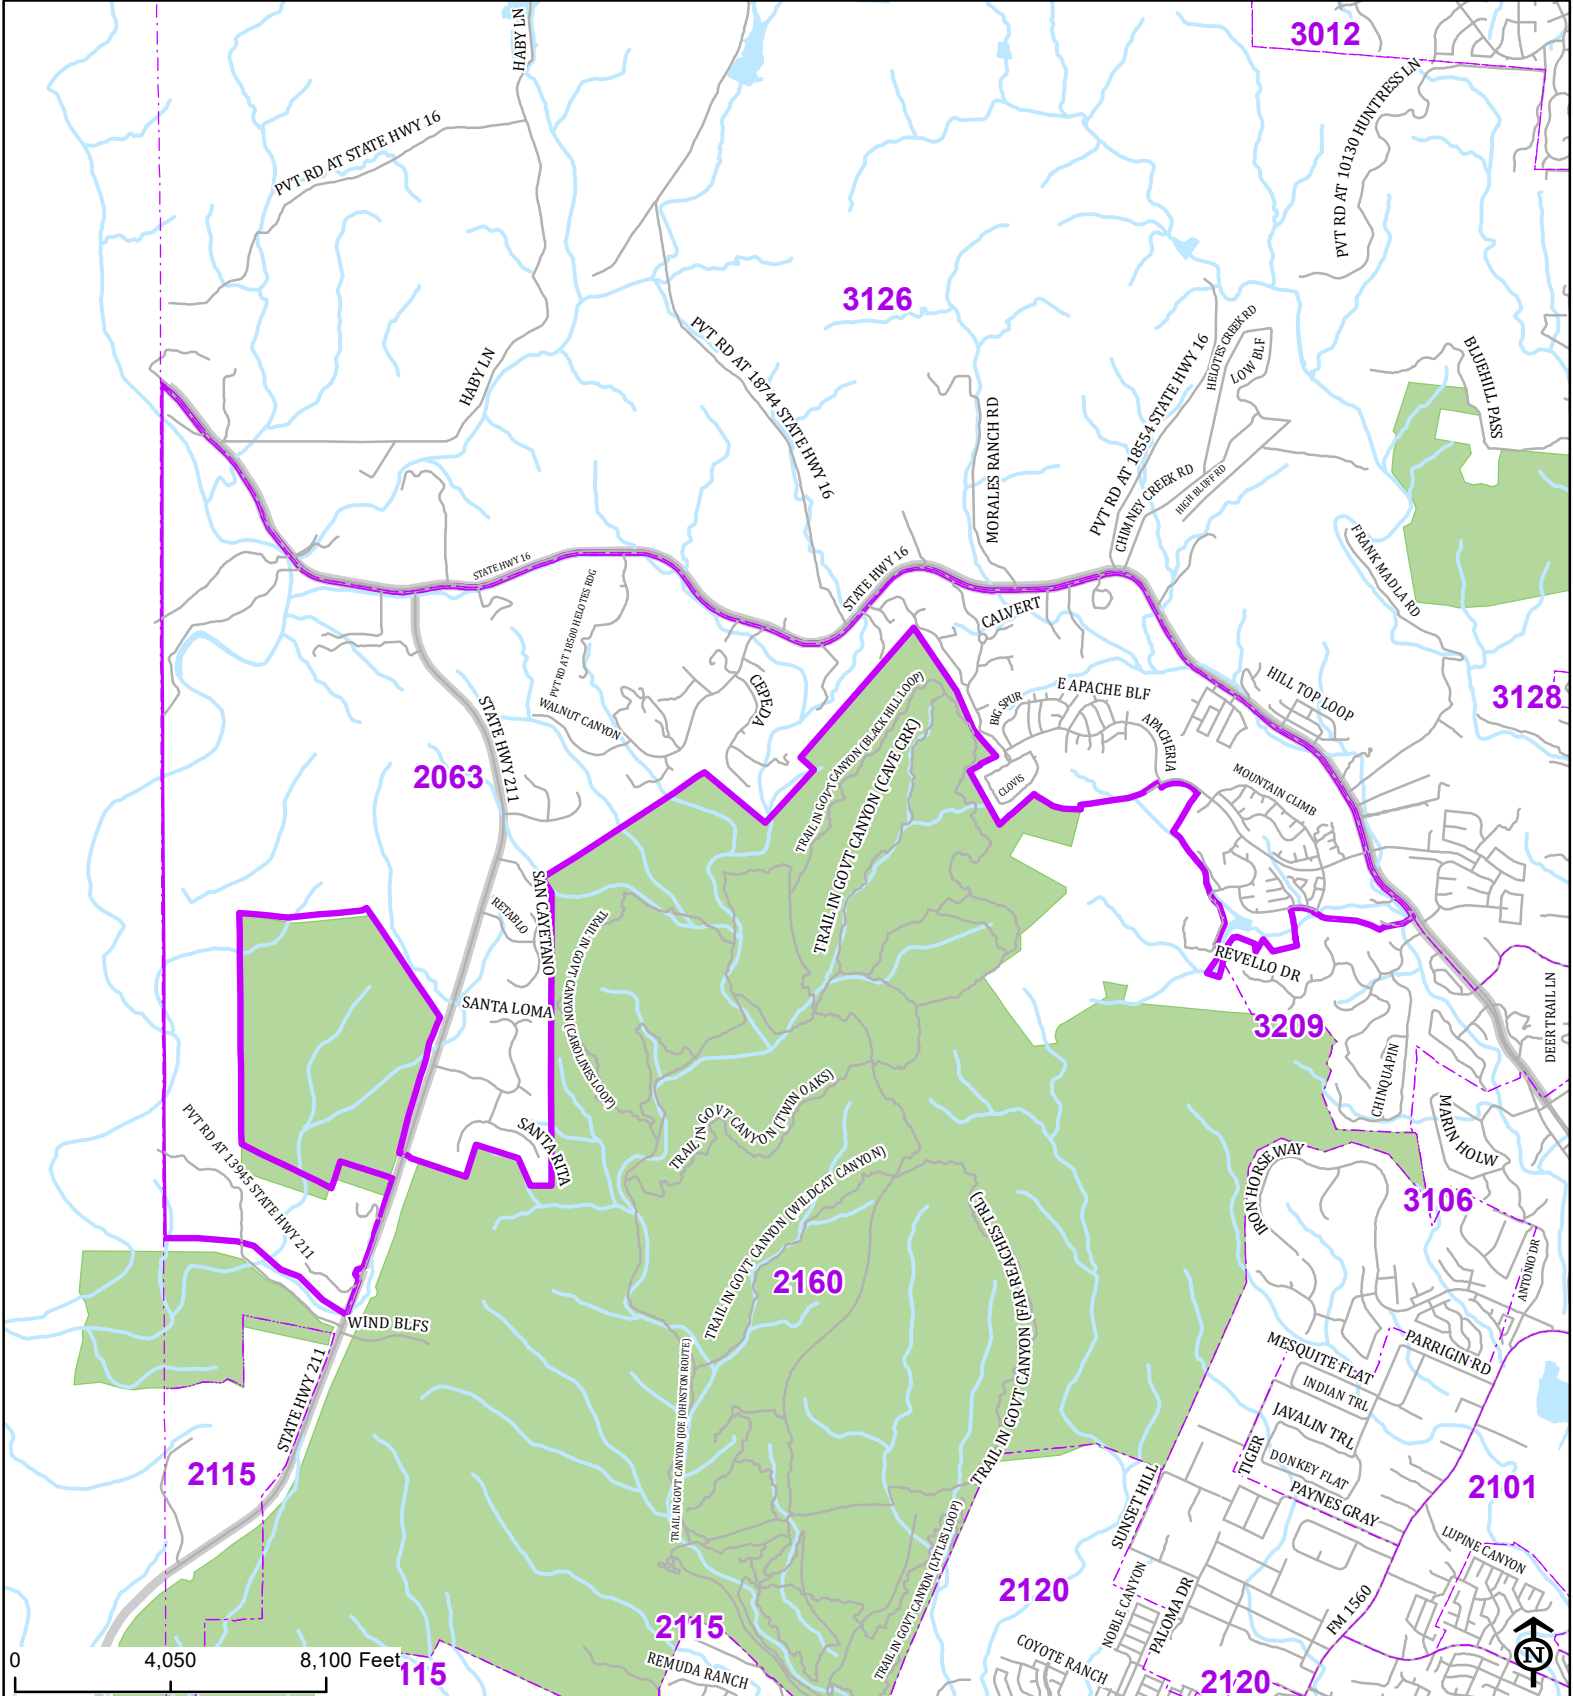 HABY LN
3012
PVT RD AT STATE HWY 16
PVT RD AT 10130 HUNTRESS LN
3126
HABY LN
PVT RD AT 18744 STATE HWY 16
MORALES RANCH RD
PVT RD AT 18554 STATE HWY 16
HELOTES CREEK RD
LOW BLF
BLUEHILL PASS
CHIMNEY CREEK RD
HIGH BLUFF RD
FRANK MADLA RD
STATE HWY 16
STATE HWY 16
CALVERT
PVT RD AT 18500 HELOTES RDG
WALNUT CANYON
CEPEDA
BIG SPUR
E APACHE BLF
APACHERIA
HILL TOP LOOP
3128
STATE HWY 211
2063
TRAIL IN GOVT CANYON (BLACK HILL LOOP)
TRAIL IN GOVT CANYON (CAVE CRK)
CLOVIS
MOUNTAIN CLIMB
RETABLO
SAN CAYETANO
TRAIL IN GOVT CANYON (CAROLINES LOOP)
SANTA LOMA
REVELLO DR
3209
DEER TRAIL LN
CHINQUAPIN
MARIN HOLW
PVT RD AT 13945 STATE HWY 211
SANTA RITA
TRAIL IN GOVT CANYON (TWIN OAKS)
TRAIL IN GOVT CANYON (WILDCAT CANYON)
TRAIL IN GOVT CANYON (FAR REACHES TRL)
IRON HORSE WAY
3106
ANTONIO DR
2160
WIND BLFS
STATE HWY 211
TRAIL IN GOVT CANYON (JOE JOHNSTON ROUTE)
MESQUITE FLAT
PARRIGIN RD
INDIAN TRL
JAVALIN TRL
TIGER
DONKEY FLAT
PAYNES GRAY
2115
2101
SUNSET HILL
LUPINE CANYON
TRAIL IN GOVT CANYON (LYTLES LOOP)
2120
NOBLE CANYON
PALOMA DR
FM 1560
2115
REMUDA RANCH
COYOTE RANCH
2120
N
0 4,050 8,100 Feet
115